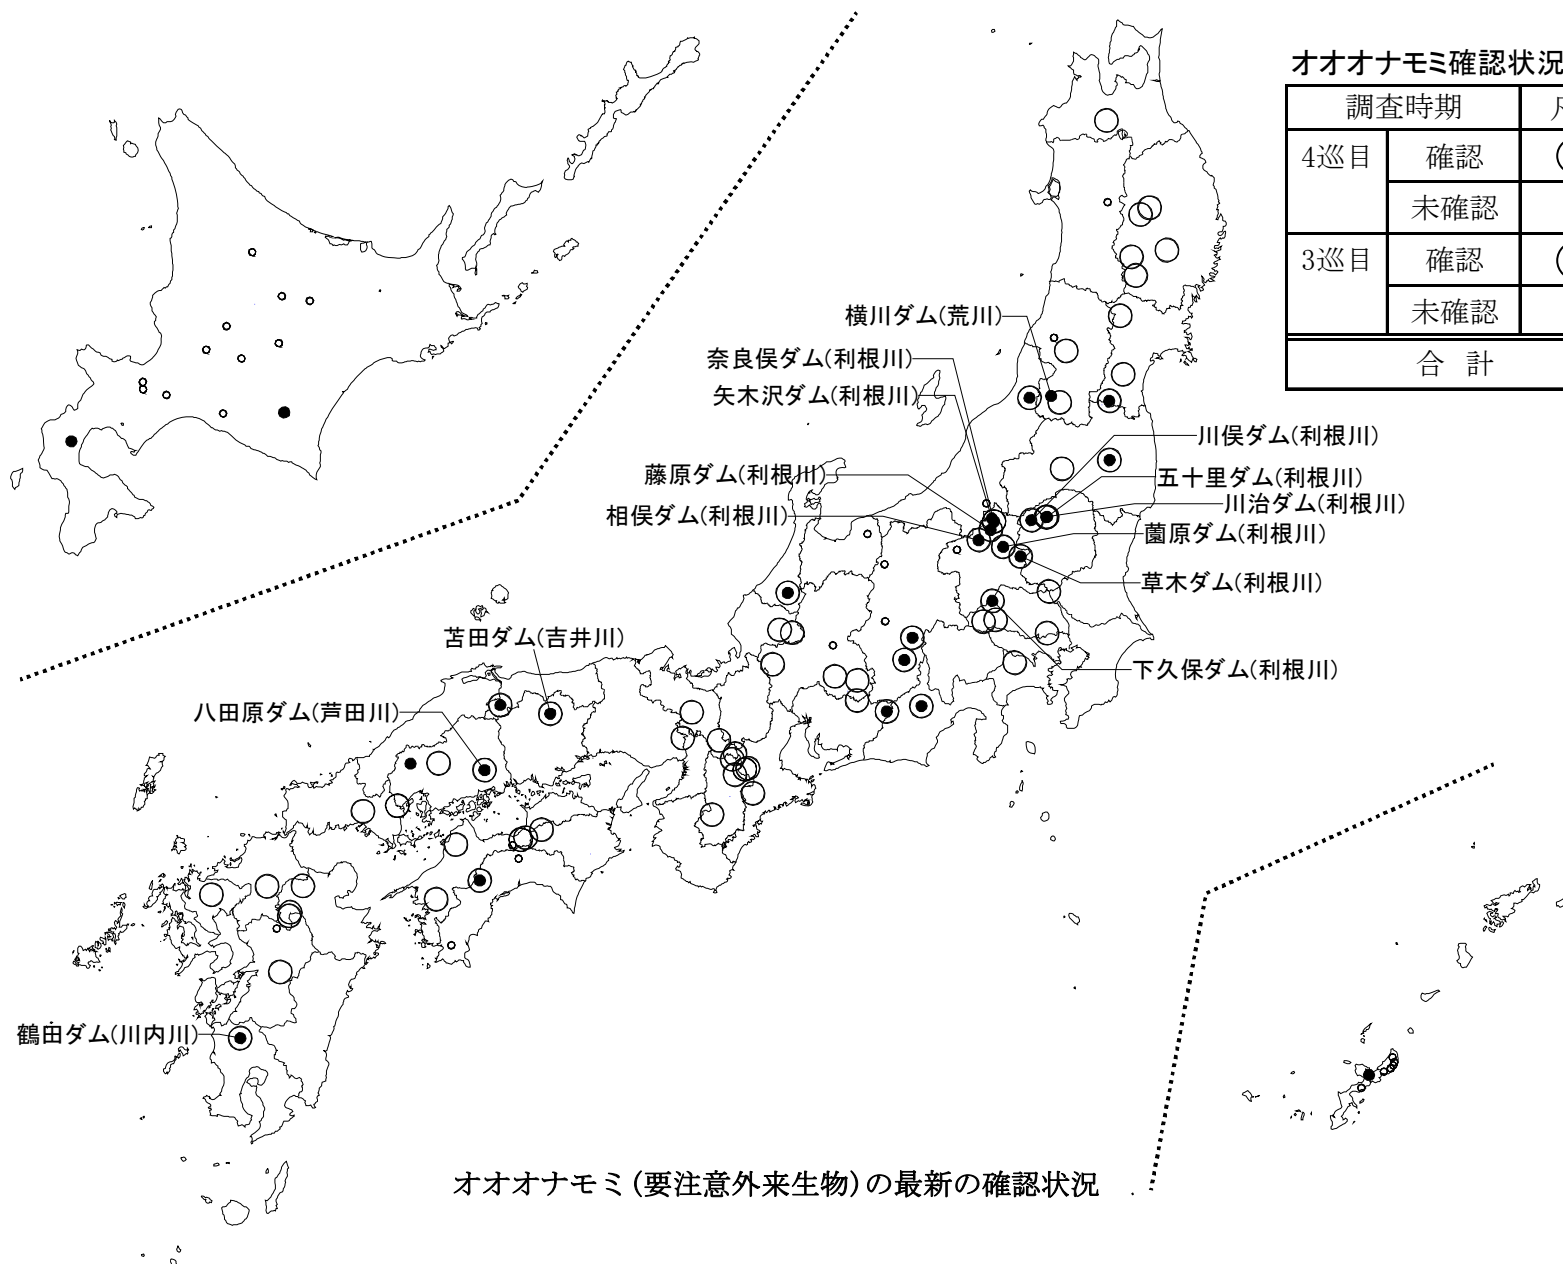 オオオナモミ確認状況
調査時期
4巡目 確認
未確認
3巡目 確認
未確認
合 計
横川ダム(荒川)
奈良俣ダム(利根川)
矢木沢ダム(利根川)
藤原ダム(利根川)
相俣ダム(利根川)
川俣ダム(利根川)
五十里ダム(利根川)
川治ダム(利根川)
薗原ダム(利根川)
草木ダム(利根川)
下久保ダム(利根川)
苫田ダム(吉井川)
八田原ダム(芦田川)
鶴田ダム(川内川)
オオオナモミ(要注意外来生物)の最新の確認状況